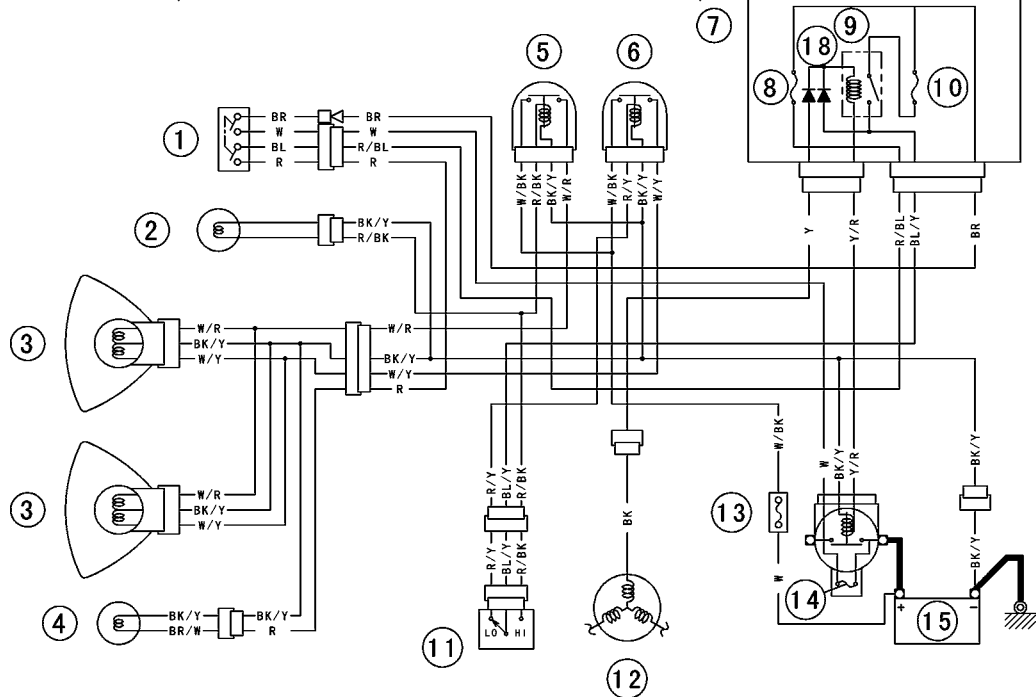 7
9
18
8
10
5
6
1
BR BR
W W
BL R/BL
R R
2
BK/Y
R/BK
W/BK
R/BK
BK/Y
W/R
W/BK
R/Y
BK/Y
W/Y
Y
Y/R
R/BL
BL/Y
BR
3
W/R W/R
BK/Y BK/Y
W/Y W/Y
R
3
W/R
BK/Y
W/Y
R/Y
BL/Y
R/BK
W/BK
W
BK/Y
Y/R
BK/Y
BK
13
R/Y
BL/Y
R/BK
W
BK/Y
14
+ −
15
4
BK/Y BK/Y
BR/W R
LO HI
11
12